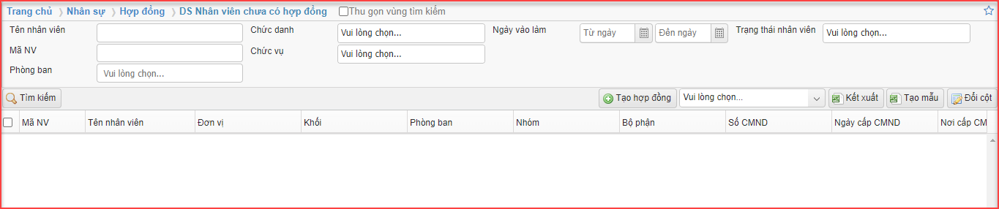 Trang chủ Nhân sự Hợp đồng DS Nhân viên chưa có hợp đồng Thu gọn vùng tìm kiếm
Tên nhân viên Chức danh Vui lòng chọn... Ngày vào làm Từ ngày Đến ngày Trạng thái nhân viên Vui lòng chọn...
Mã NV Chức vụ Vui lòng chọn...
Phòng ban Vui lòng chọn...
Tìm kiếm Tạo hợp đồng Vui lòng chọn... Kết xuất Tạo mẫu Đổi cột
Mã NV Tên nhân viên Đơn vị Khối Phòng ban Nhóm Bộ phận Số CMND Ngày cấp CMND Nơi cấp CM